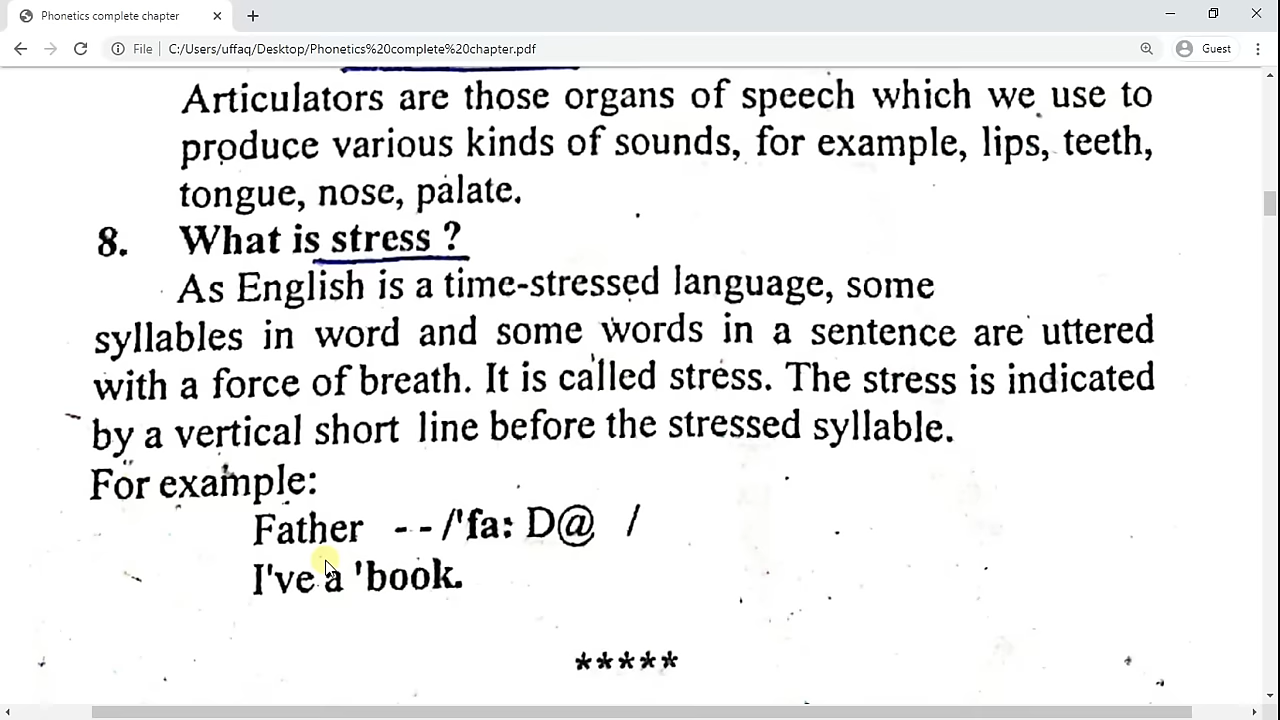 Phonetics complete chapter
File
C:/Users/uffaq/Desktop/Phonetics%20complete%20chapter.pdf
Guest
Articulators are those organs of speech which we use to
produce various kinds of sounds, for example, lips, teeth,
tongue, nose, palate.
8. What is stress ?
As English is a time-stressed language, some
syllables in word and some words in a sentence are uttered
with a force of breath. It is called stress. The stress is indicated
by a vertical short line before the stressed syllable.
For example:
Father -- /'fa: D@ /
I've a 'book.
*****